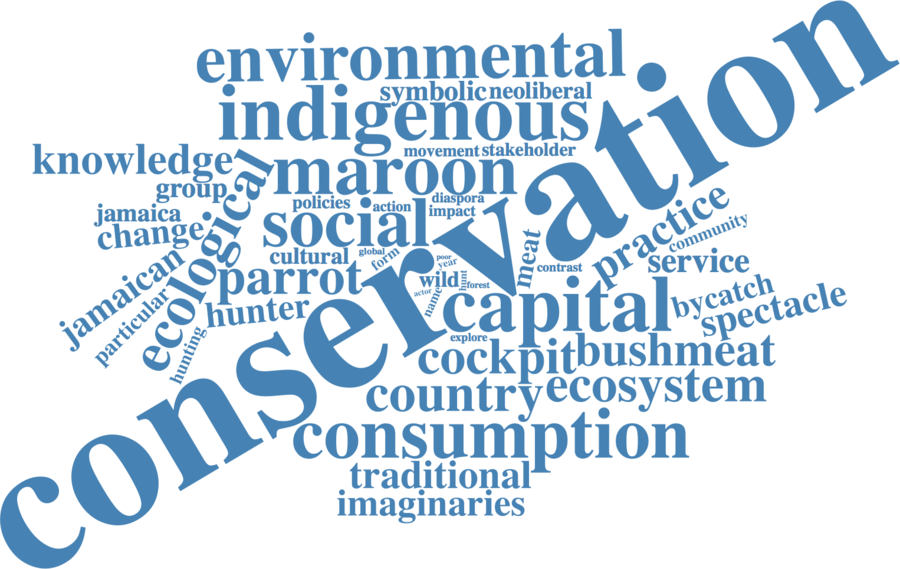 environmental
symbolic neoliberal
indigenous
movement stakeholder
knowledge
maroon
group
policies
action
diaspora
impact
jamaica
change
social
ecological
conservation
practice
community
cultural
global
form
poor
year
meat
contrast
service
jamaican
parrot
wild
hunt
forest
actor
name
particular
hunter
capital
bycatch
spectacle
hunting
explore
cockpit
bushmeat
country
ecosystem
consumption
traditional
imaginaries